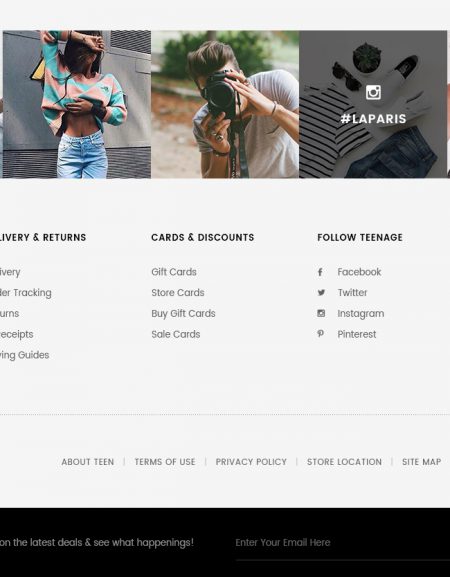 #LAPARIS
LIVERY & RETURNS
ivery
der Tracking
urns
eceipts
ing Guides
CARDS & DISCOUNTS
Gift Cards
Store Cards
Buy Gift Cards
Sale Cards
FOLLOW TEENAGE
Facebook
Twitter
Instagram
Pinterest
ABOUT TEEN | TERMS OF USE | PRIVACY POLICY | STORE LOCATION | SITE MAP
on the latest deals & see what happenings!
Enter Your Email Here